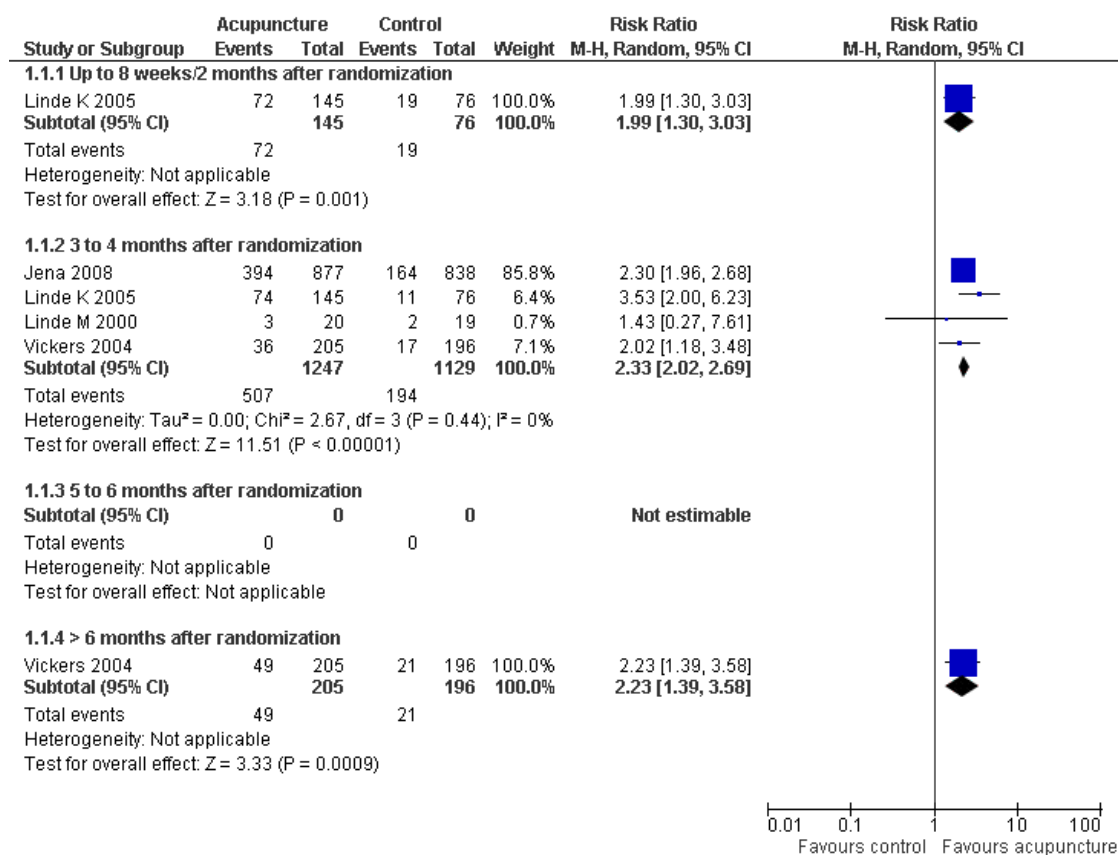 Acupuncture Control Risk Ratio Risk Ratio
Study or Subgroup Events Total Events Total Weight M-H, Random, 95% CI M-H, Random, 95% CI
1.1.1 Up to 8 weeks/2 months after randomization
Linde K 2005 72 145 19 76 100.0% 1.99 [1.30, 3.03]
Subtotal (95% CI) 145 76 100.0% 1.99 [1.30, 3.03]
Total events 72 19
Heterogeneity: Not applicable
Test for overall effect: Z = 3.18 (P = 0.001)
1.1.2 3 to 4 months after randomization
Jena 2008 394 877 164 838 85.8% 2.30 [1.96, 2.68]
Linde K 2005 74 145 11 76 6.4% 3.53 [2.00, 6.23]
Linde M 2000 3 20 2 19 0.7% 1.43 [0.27, 7.61]
Vickers 2004 36 205 17 196 7.1% 2.02 [1.18, 3.48]
Subtotal (95% CI) 1247 1129 100.0% 2.33 [2.02, 2.69]
Total events 507 194
Heterogeneity: Tau² = 0.00; Chi² = 2.67, df = 3 (P = 0.44); I² = 0%
Test for overall effect: Z = 11.51 (P < 0.00001)
1.1.3 5 to 6 months after randomization
Subtotal (95% CI) 0 0 Not estimable
Total events 0 0
Heterogeneity: Not applicable
Test for overall effect: Not applicable
1.1.4 > 6 months after randomization
Vickers 2004 49 205 21 196 100.0% 2.23 [1.39, 3.58]
Subtotal (95% CI) 205 196 100.0% 2.23 [1.39, 3.58]
Total events 49 21
Heterogeneity: Not applicable
Test for overall effect: Z = 3.33 (P = 0.0009)
0.01 0.1 1 10 100
Favours control Favours acupuncture